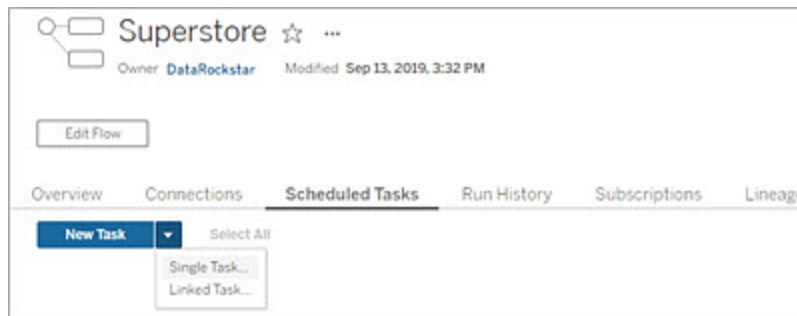 Superstore ...
Owner DataRockstar Modified Sep 13, 2019, 3:32 PM
Edit Flow
Overview Connections Scheduled Tasks Run History Subscriptions Lineag
New Task Select All
Single Task...
Linked Task...